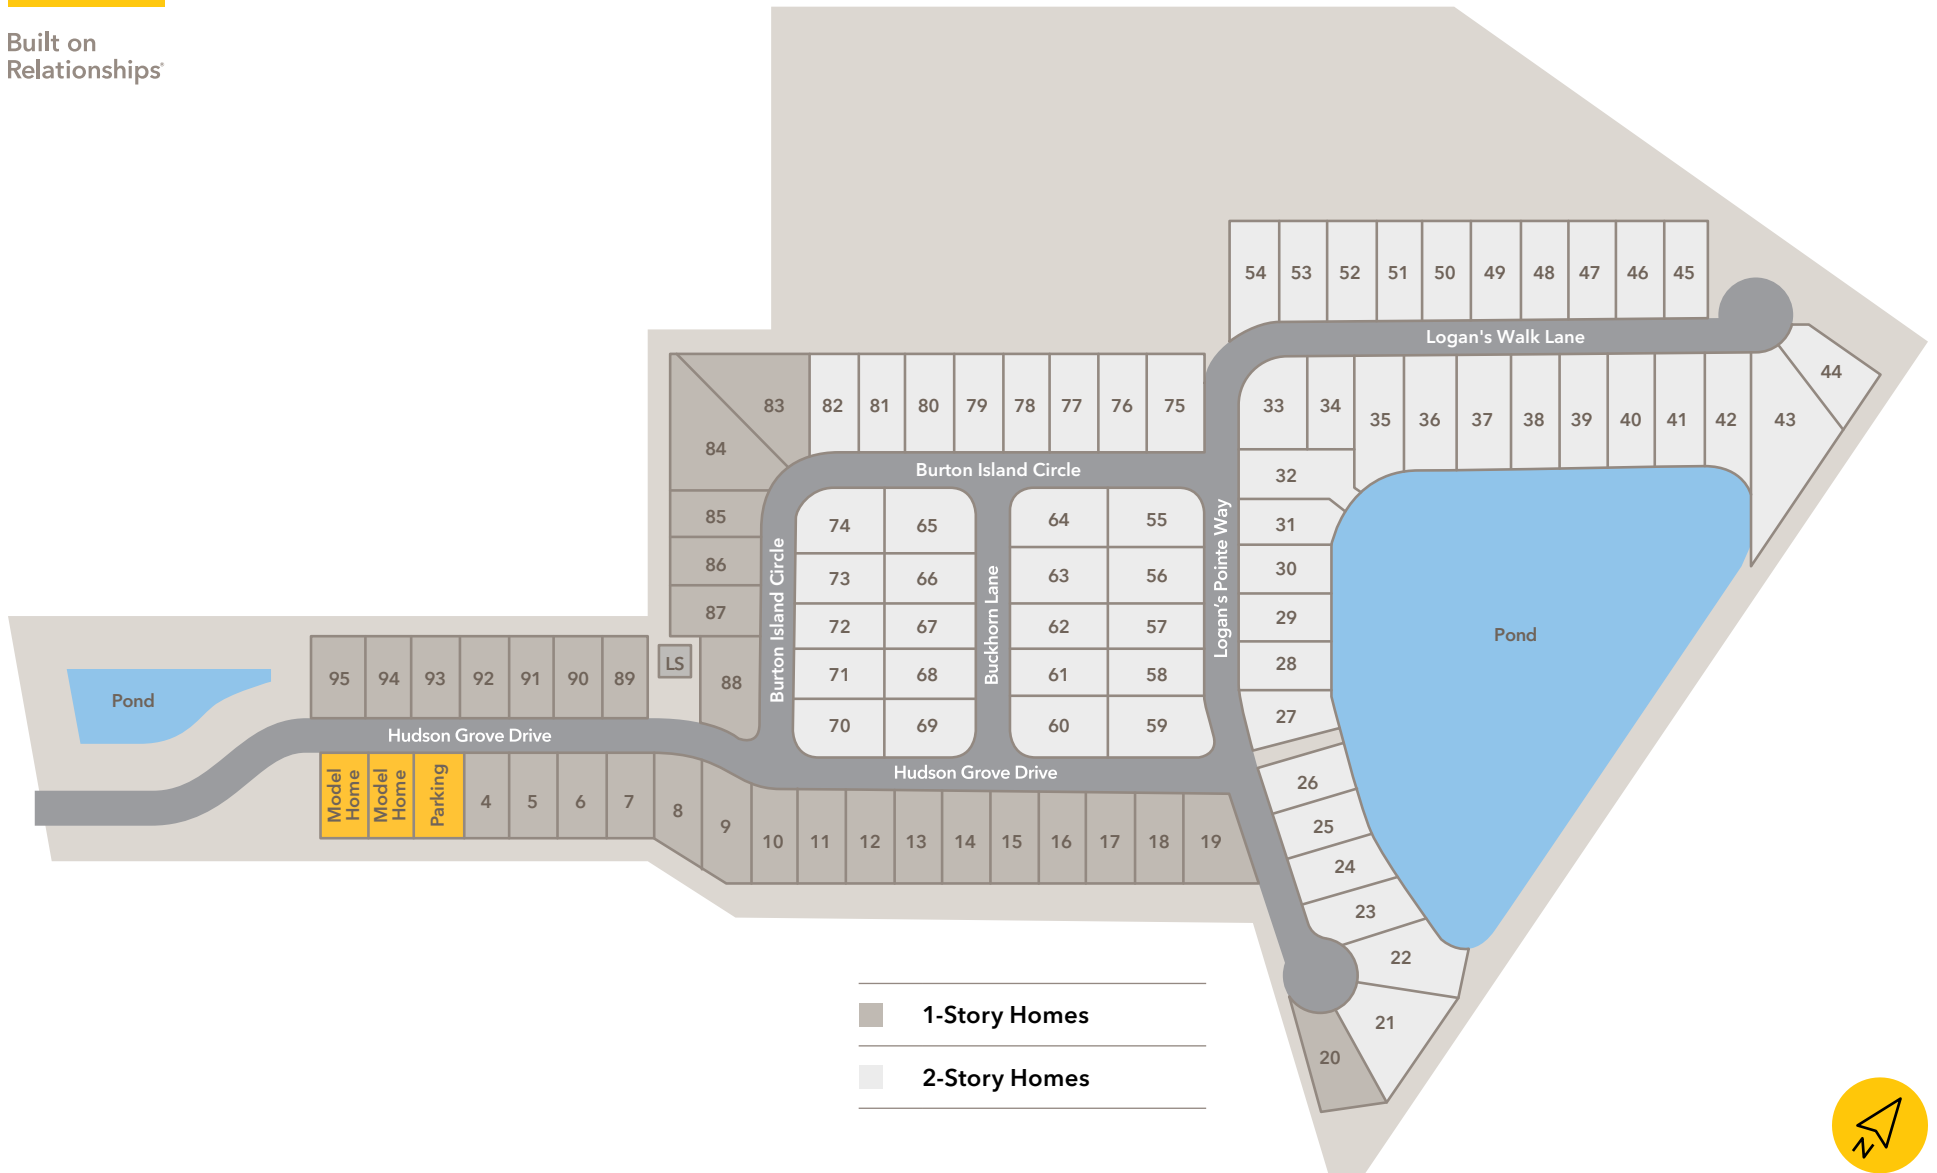 Built on
Relationships®
54 53 52 51 50 49 48 47 46 45
Logan's Walk Lane
44
83 82 81 80 79 78 77 76 75
33 34 35 36 37 38 39 40 41 42 43
84
Burton Island Circle
32
85
74 65 64 55
31
86
73 66 63 56
30
87
72 67 62 57
29
Burton Island Circle
Buckhorn Lane
Logan's Pointe Way
Pond
95 94 93 92 91 90 89
LS
88
71 68 61 58
28
Pond
70 69 60 59
27
Hudson Grove Drive
Hudson Grove Drive
Model
Home
Model
Home
Parking
4 5 6 7 8 9 10 11 12 13 14 15 16 17 18 19
26
25
24
23
22
21
20
1-Story Homes
2-Story Homes
N